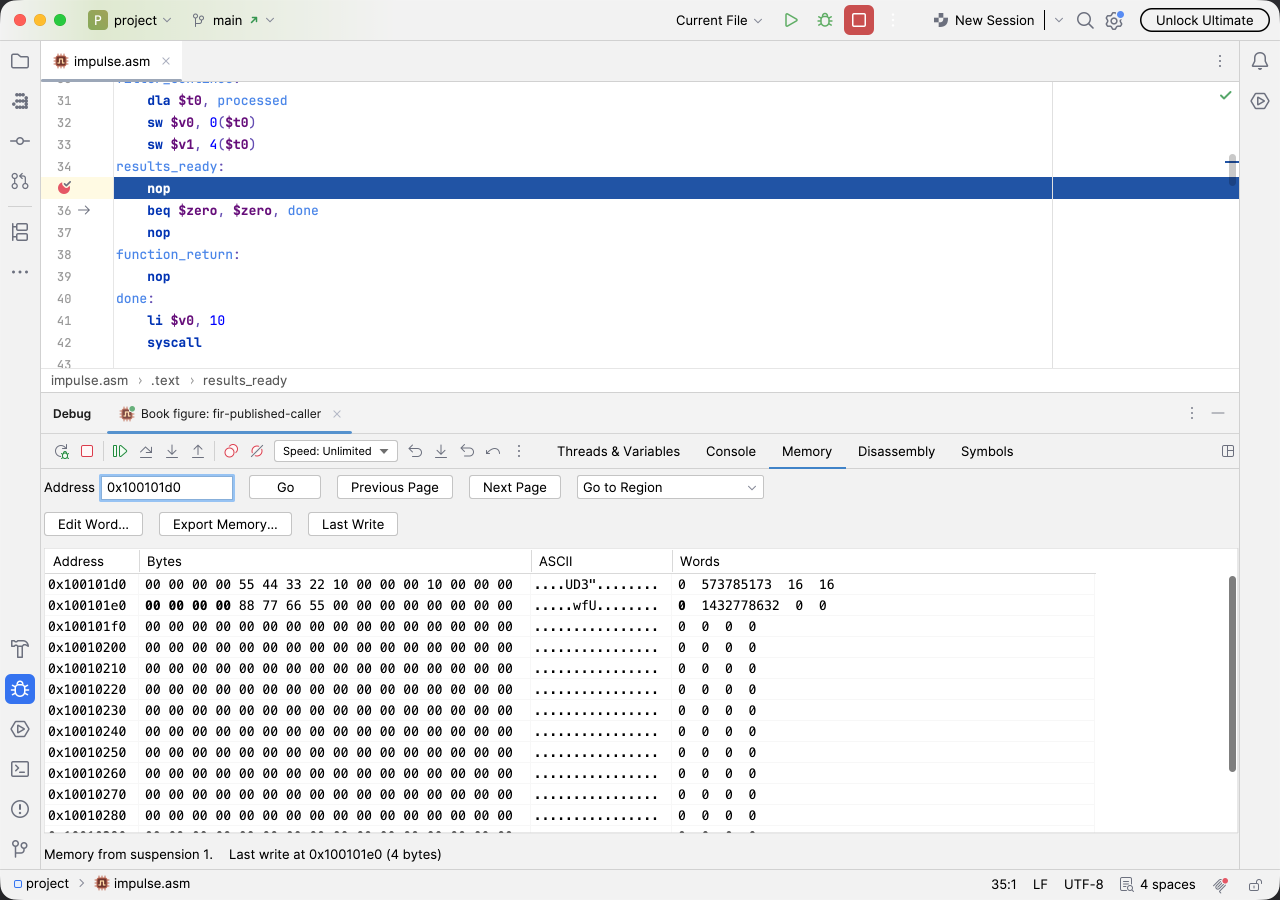 P project main Current File New Session Unlock Ultimate
impulse.asm
31 dla $t0, processed
32 sw $v0, 0($t0)
33 sw $v1, 4($t0)
34 results_ready:
nop
36 beq $zero, $zero, done
37 nop
38 function_return:
39 nop
40 done:
41 li $v0, 10
42 syscall
43
impulse.asm › .text › results_ready
Debug Book figure: fir-published-caller
Speed: Unlimited Threads & Variables Console Memory Disassembly Symbols
Address 0x100101d0 Go Previous Page Next Page Go to Region
Edit Word... Export Memory... Last Write
Address Bytes ASCII Words
0x100101d0 00 00 00 00 55 44 33 22 10 00 00 00 10 00 00 00 ....UD3"........ 0 573785173 16 16
0x100101e0 00 00 00 00 88 77 66 55 00 00 00 00 00 00 00 00 .....wfU........ 0 1432778632 0 0
0x100101f0 00 00 00 00 00 00 00 00 00 00 00 00 00 00 00 00 ................ 0 0 0 0
0x10010200 00 00 00 00 00 00 00 00 00 00 00 00 00 00 00 00 ................ 0 0 0 0
0x10010210 00 00 00 00 00 00 00 00 00 00 00 00 00 00 00 00 ................ 0 0 0 0
0x10010220 00 00 00 00 00 00 00 00 00 00 00 00 00 00 00 00 ................ 0 0 0 0
0x10010230 00 00 00 00 00 00 00 00 00 00 00 00 00 00 00 00 ................ 0 0 0 0
0x10010240 00 00 00 00 00 00 00 00 00 00 00 00 00 00 00 00 ................ 0 0 0 0
0x10010250 00 00 00 00 00 00 00 00 00 00 00 00 00 00 00 00 ................ 0 0 0 0
0x10010260 00 00 00 00 00 00 00 00 00 00 00 00 00 00 00 00 ................ 0 0 0 0
0x10010270 00 00 00 00 00 00 00 00 00 00 00 00 00 00 00 00 ................ 0 0 0 0
0x10010280 00 00 00 00 00 00 00 00 00 00 00 00 00 00 00 00 ................ 0 0 0 0
Memory from suspension 1. Last write at 0x100101e0 (4 bytes)
project › impulse.asm 35:1 LF UTF-8 4 spaces